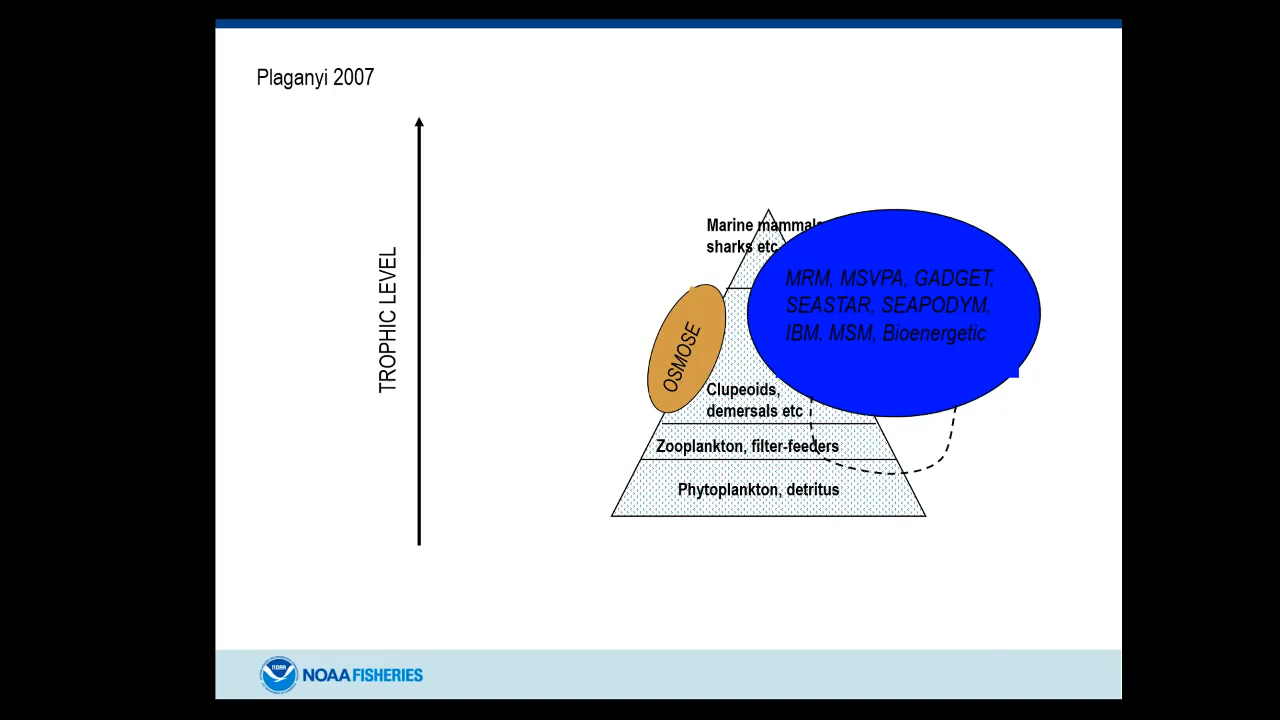 Plaganyi 2007
TROPHIC LEVEL
Marine mammals
sharks etc
MRM, MSVPA, GADGET,
SEASTAR, SEAPODYM,
IBM, MSM, Bioenergetic
OSMOSE
Clupeoids,
demersals etc
Zooplankton, filter-feeders
Phytoplankton, detritus
NOAA
NOAA FISHERIES